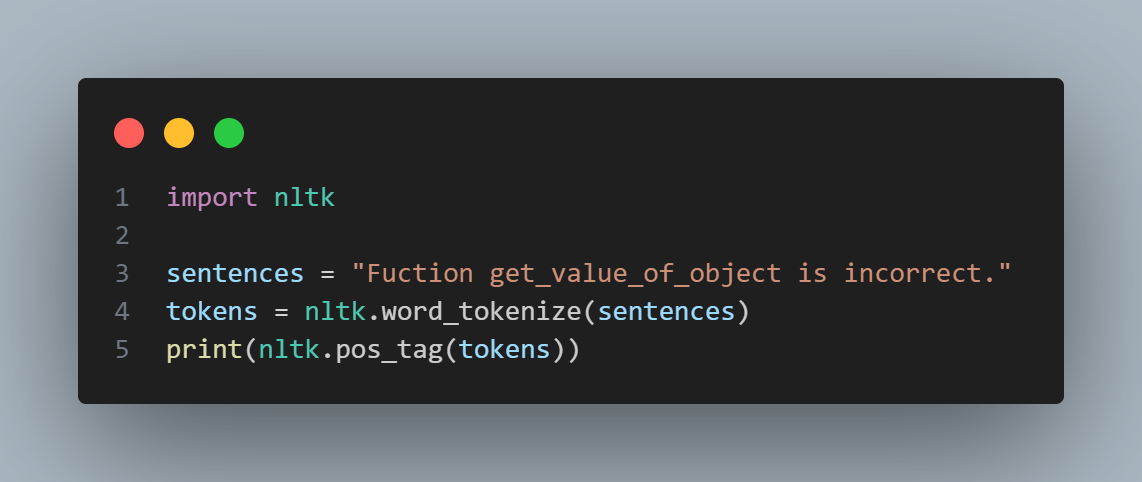 1 import nltk
2
3 sentences = "Fuction get_value_of_object is incorrect."
4 tokens = nltk.word_tokenize(sentences)
5 print(nltk.pos_tag(tokens))